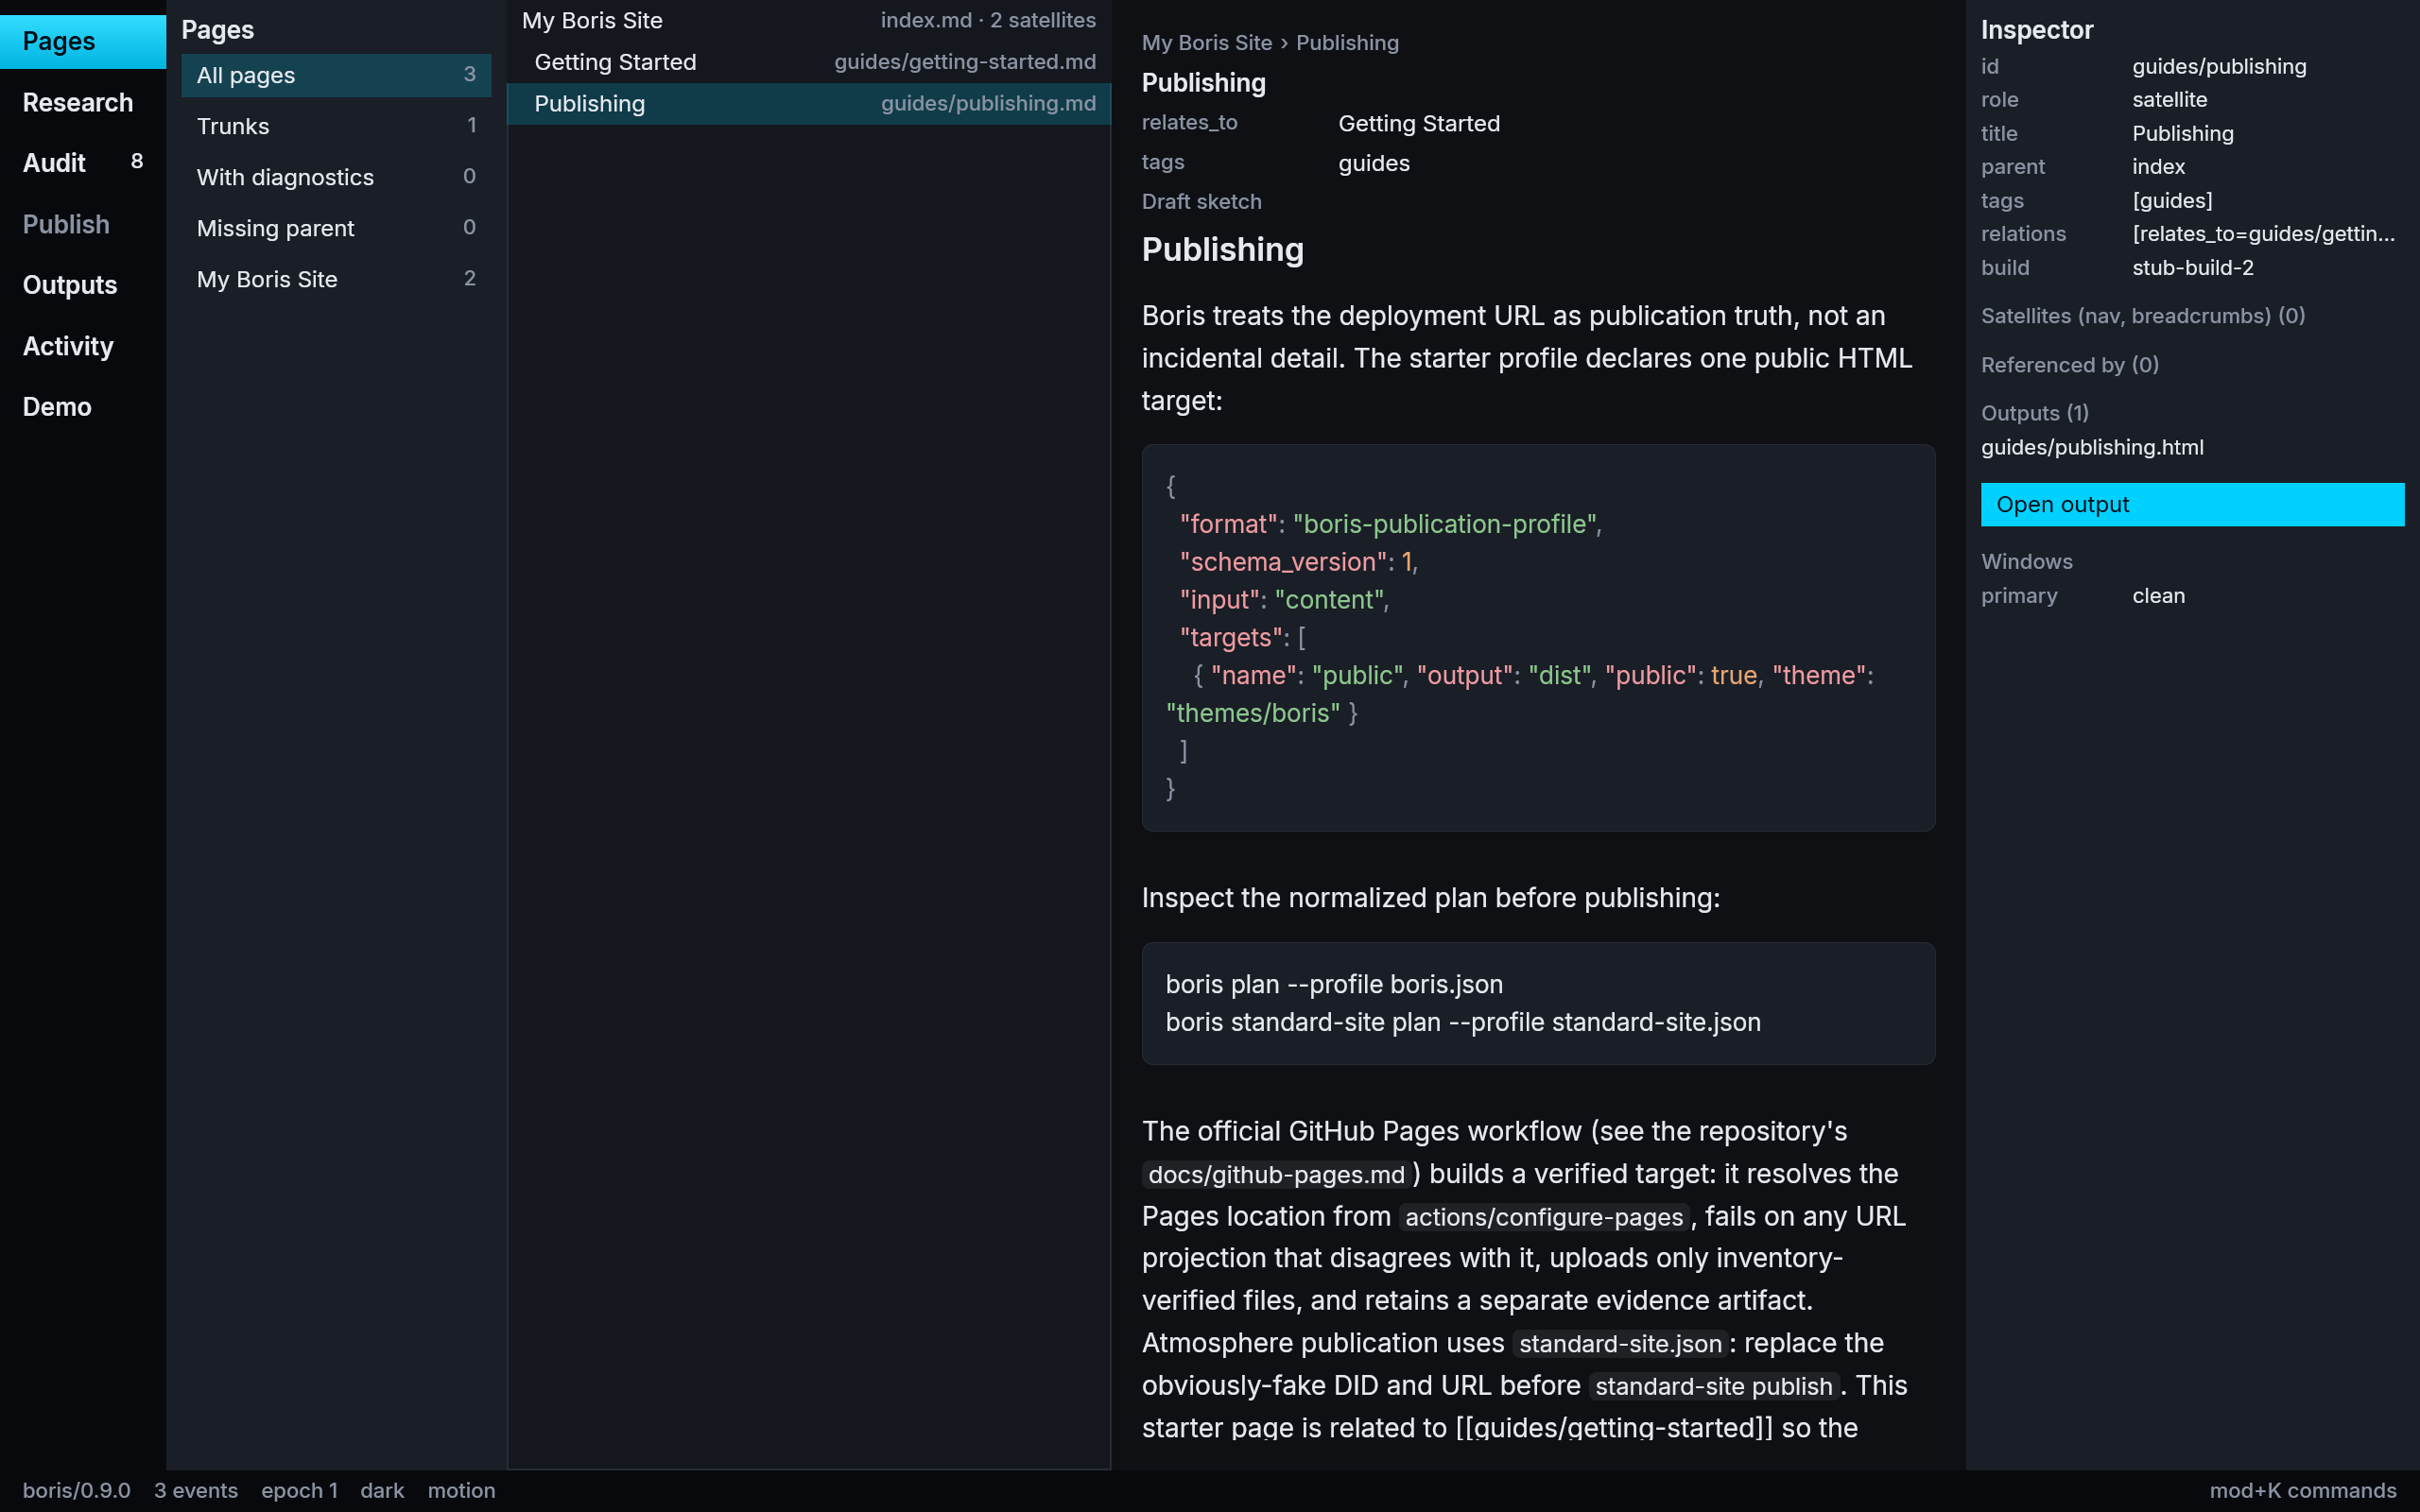 Pages
Research
Audit 8
Publish
Outputs
Activity
Demo
Pages
All pages 3
Trunks 1
With diagnostics 0
Missing parent 0
My Boris Site 2
My Boris Site index.md · 2 satellites
Getting Started guides/getting-started.md
Publishing guides/publishing.md
My Boris Site › Publishing
Publishing
relates_to Getting Started
tags guides
Draft sketch
Publishing
Boris treats the deployment URL as publication truth, not an
incidental detail. The starter profile declares one public HTML
target:
{
"format": "boris-publication-profile",
"schema_version": 1,
"input": "content",
"targets": [
{ "name": "public", "output": "dist", "public": true, "theme":
"themes/boris" }
]
}
Inspect the normalized plan before publishing:
boris plan --profile boris.json
boris standard-site plan --profile standard-site.json
The official GitHub Pages workflow (see the repository's
docs/github-pages.md) builds a verified target: it resolves the
Pages location from actions/configure-pages, fails on any URL
projection that disagrees with it, uploads only inventory-
verified files, and retains a separate evidence artifact.
Atmosphere publication uses standard-site.json: replace the
obviously-fake DID and URL before standard-site publish. This
starter page is related to [[guides/getting-started]] so the
Inspector
id guides/publishing
role satellite
title Publishing
parent index
tags [guides]
relations [relates_to=guides/gettin...
build stub-build-2
Satellites (nav, breadcrumbs) (0)
Referenced by (0)
Outputs (1)
guides/publishing.html
Open output
Windows
primary clean
boris/0.9.0 3 events epoch 1 dark motion mod+K commands